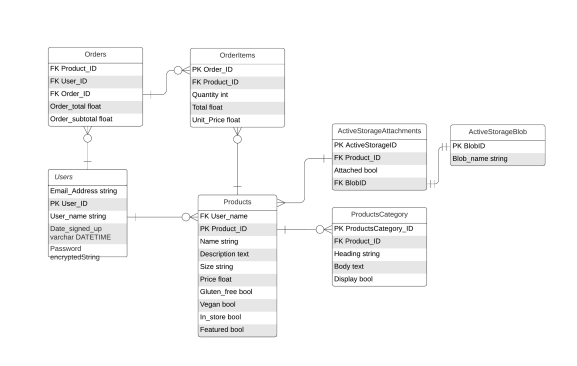 Orders
FK Product_ID
FK User_ID
FK Order_ID
Order_total float
Order_subtotal float
OrderItems
PK Order_ID
FK Product_ID
Quantity int
Total float
Unit_Price float
ActiveStorageAttachments
PK ActiveStorageID
FK Product_ID
Attached bool
FK BlobID
ActiveStorageBlob
PK BlobID
Blob_name string
Users
Email_Address string
PK User_ID
User_name string
Date_signed_up
varchar DATETIME
Password
encryptedString
Products
FK User_name
PK Product_ID
Name string
Description text
Size string
Price float
Gluten_free bool
Vegan bool
In_store bool
Featured bool
ProductsCategory
PK ProductsCategory_ID
FK Product_ID
Heading string
Body text
Display bool